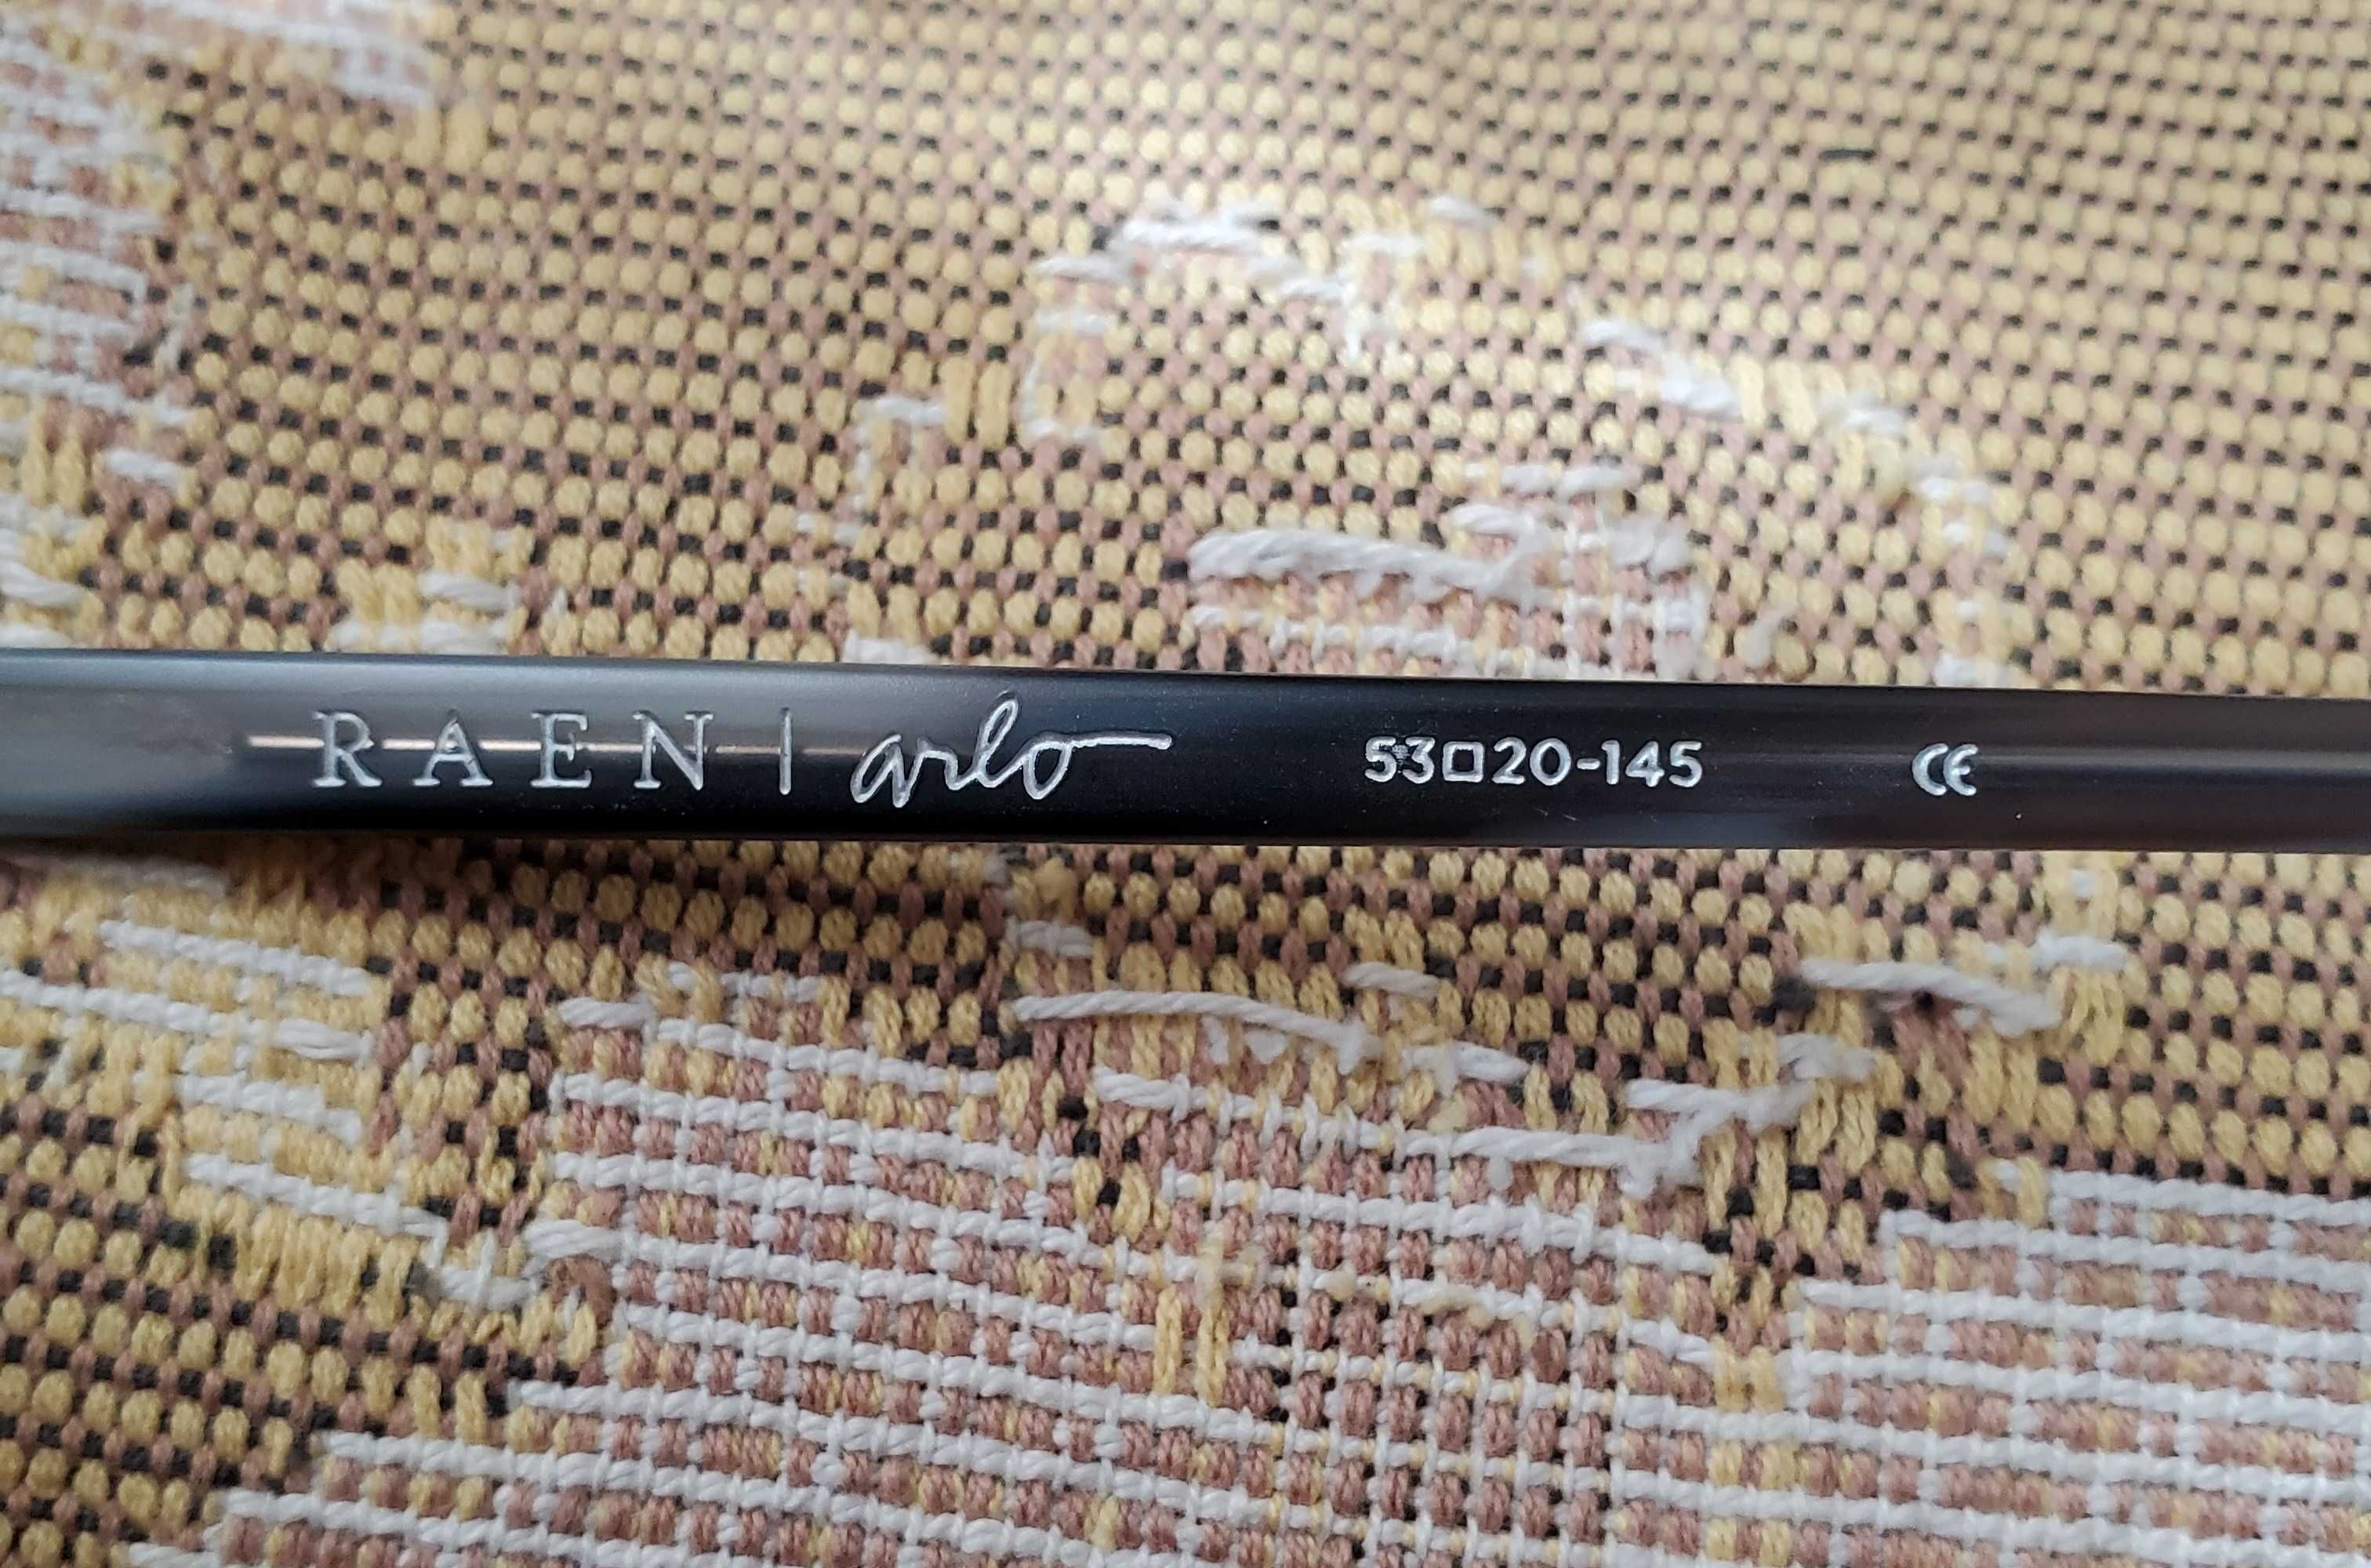 RAEN | arlo 53□20-145 CE